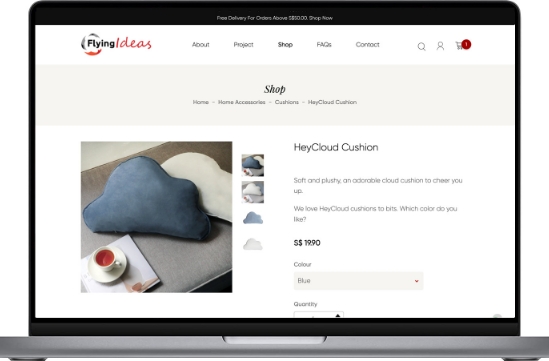 Free Delivery For Orders Above S$50.00. Shop Now
Flying Ideas
About Project Shop FAQs Contact
1
Shop
Home - Home Accessories - Cushions - HeyCloud Cushion
HeyCloud Cushion
Soft and plushy, an adorable cloud cushion to cheer you
up.
We love HeyCloud cushions to bits. Which color do you
like?
S$ 19.90
Colour
Blue
Quantity